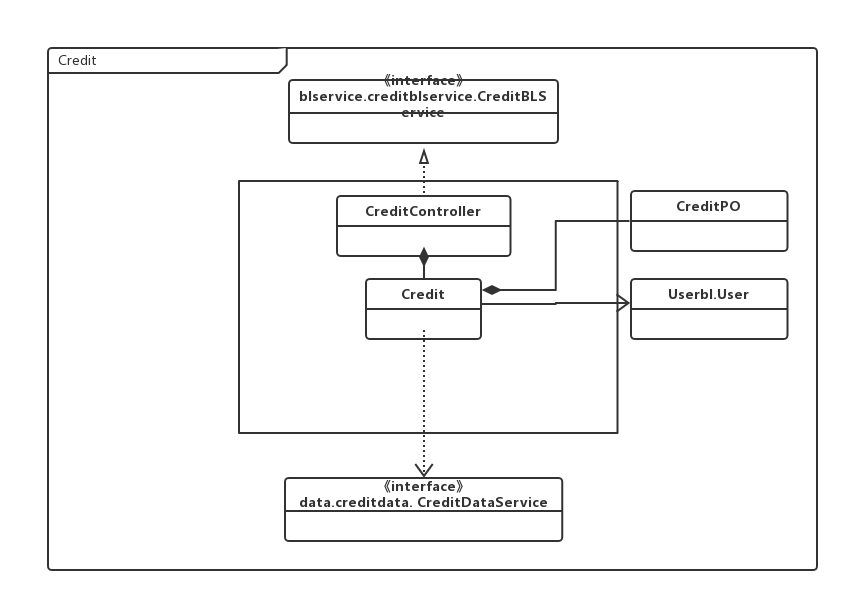 Credit
《interface》
blservice.creditblservice.CreditBLS
ervice
CreditController
CreditPO
Credit
Userbl.User
《interface》
data.creditdata. CreditDataService